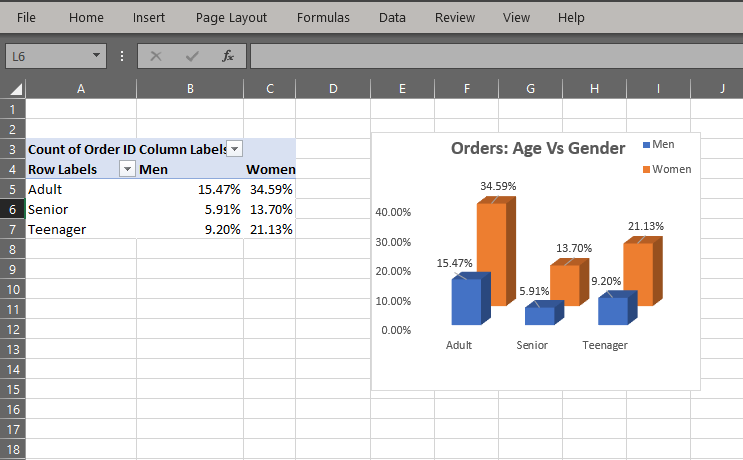 File Home Insert Page Layout Formulas Data Review View Help
L6 fx
A B C D E F G H I J
1
2
3 Count of Order ID Column Labels
4 Row Labels Men Women
5 Adult 15.47% 34.59%
6 Senior 5.91% 13.70%
7 Teenager 9.20% 21.13%
8
9
10
11
12
13
14
15
16
17
18
Orders: Age Vs Gender
Men
Women
34.59%
21.13%
13.70%
15.47%
9.20%
5.91%
40.00%
30.00%
20.00%
10.00%
0.00%
Adult Senior Teenager